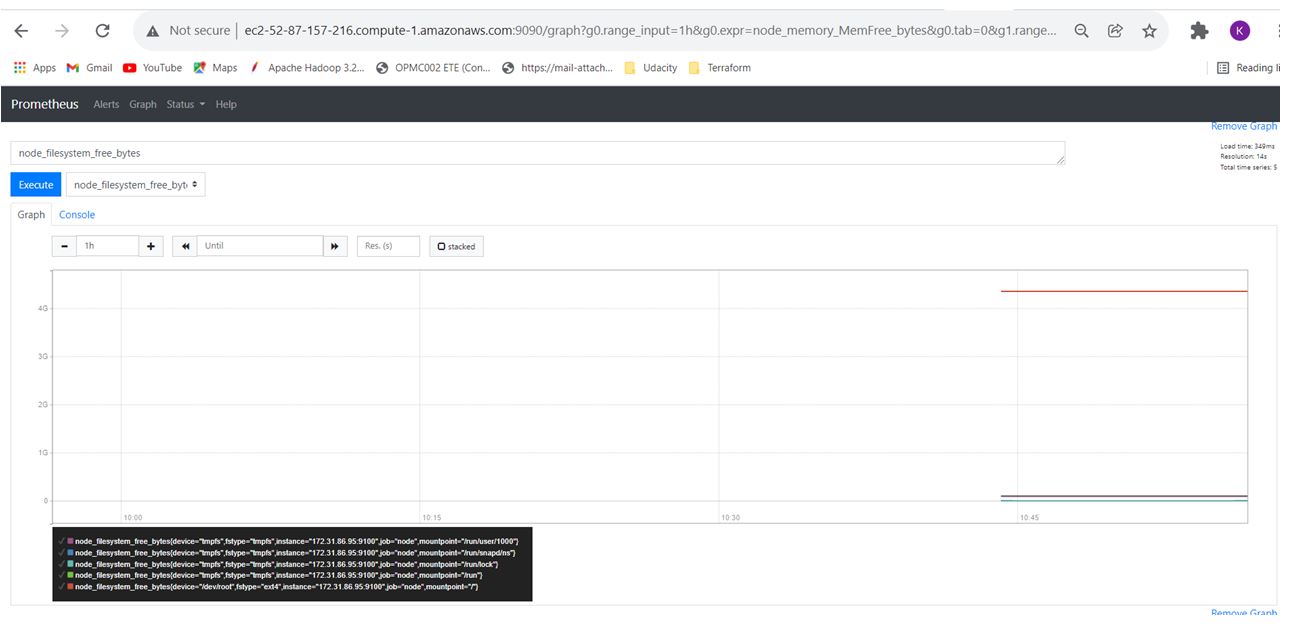 Not secure | ec2-52-87-157-216.compute-1.amazonaws.com:9090/graph?g0.range_input=1h&g0.expr=node_memory_MemFree_bytes&g0.tab=0&g1.range... K
Apps Gmail YouTube Maps Apache Hadoop 3.2... OPMC002 ETE (Con... https://mail-attach... Udacity Terraform Reading li
Prometheus Alerts Graph Status Help
Remove Graph
Load time: 349ms
Resolution: 14s
Total time series: 5
node_filesystem_free_bytes
Execute node_filesystem_free_byt
Graph Console
- 1h + Until Res. (s) stacked
4G
3G
2G
1G
0
10:00 10:15 10:30 10:45
node_filesystem_free_bytes{device="tmpfs",fstype="tmpfs",instance="172.31.86.95:9100",job="node",mountpoint="/run/user/1000"}
node_filesystem_free_bytes{device="tmpfs",fstype="tmpfs",instance="172.31.86.95:9100",job="node",mountpoint="/run/snapd/ns"}
node_filesystem_free_bytes{device="tmpfs",fstype="tmpfs",instance="172.31.86.95:9100",job="node",mountpoint="/run/lock"}
node_filesystem_free_bytes{device="tmpfs",fstype="tmpfs",instance="172.31.86.95:9100",job="node",mountpoint="/run"}
node_filesystem_free_bytes{device="/dev/root",fstype="ext4",instance="172.31.86.95:9100",job="node",mountpoint="/"}
Remove Graph